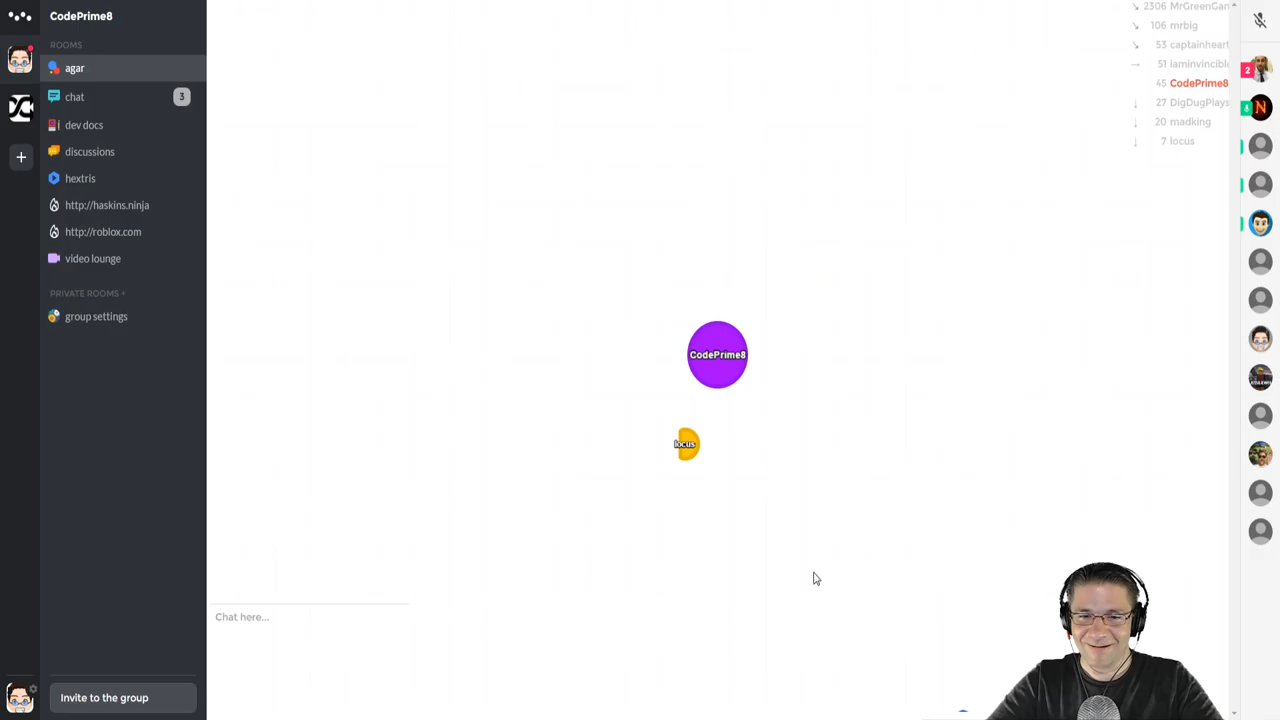 CodePrime8
ROOMS
agar
chat
3
dev docs
discussions
hextris
http://haskins.ninja
http://roblox.com
video lounge
PRIVATE ROOMS +
group settings
Invite to the group
2306 MrGreenGam
106 mrbig
53 captainheart
51 iaminvincible
45 CodePrime8
27 DigDugPlays
20 madking
7 locus
CodePrime8
locus
Chat here...
2
N